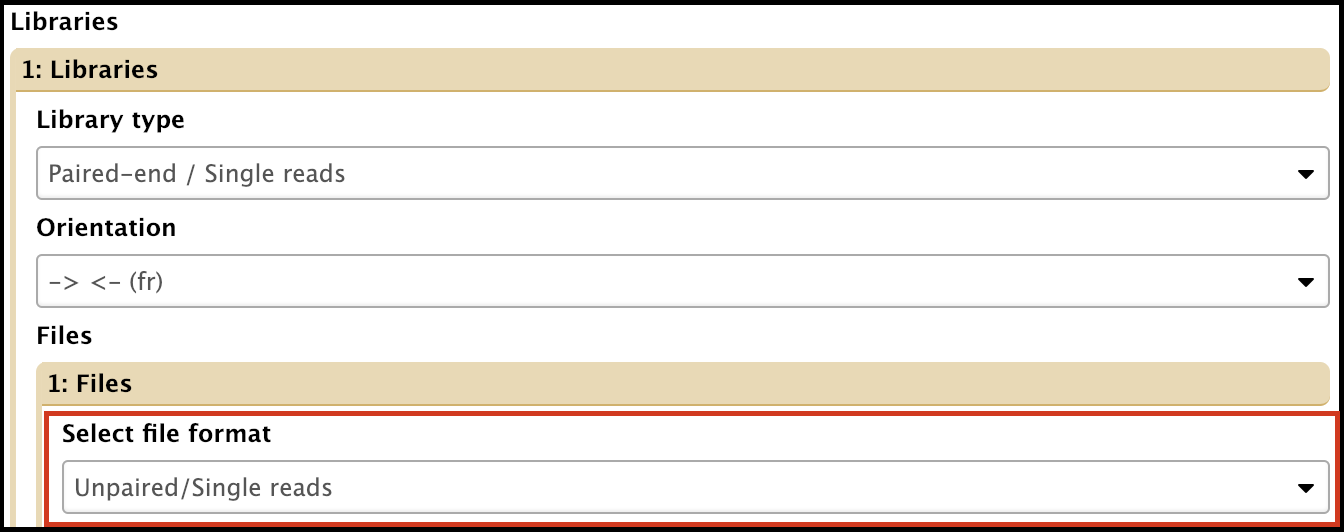 Libraries
1: Libraries
Library type
Paired-end / Single reads
Orientation
-> <- (fr)
Files
1: Files
Select file format
Unpaired/Single reads